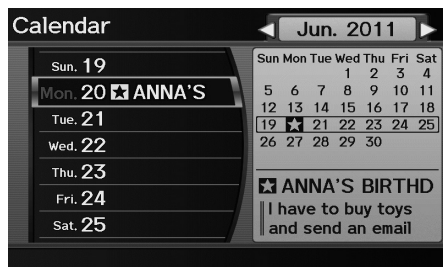 Calendar
Jun. 2011
Sun. 19
Mon. 20 ANNA'S
Tue. 21
Wed. 22
Thu. 23
Fri. 24
Sat. 25
Sun Mon Tue Wed Thu Fri Sat
1 2 3 4
5 6 7 8 9 10 11
12 13 14 15 16 17 18
19 21 22 23 24 25
26 27 28 29 30
ANNA'S BIRTHD
I have to buy toys
and send an email